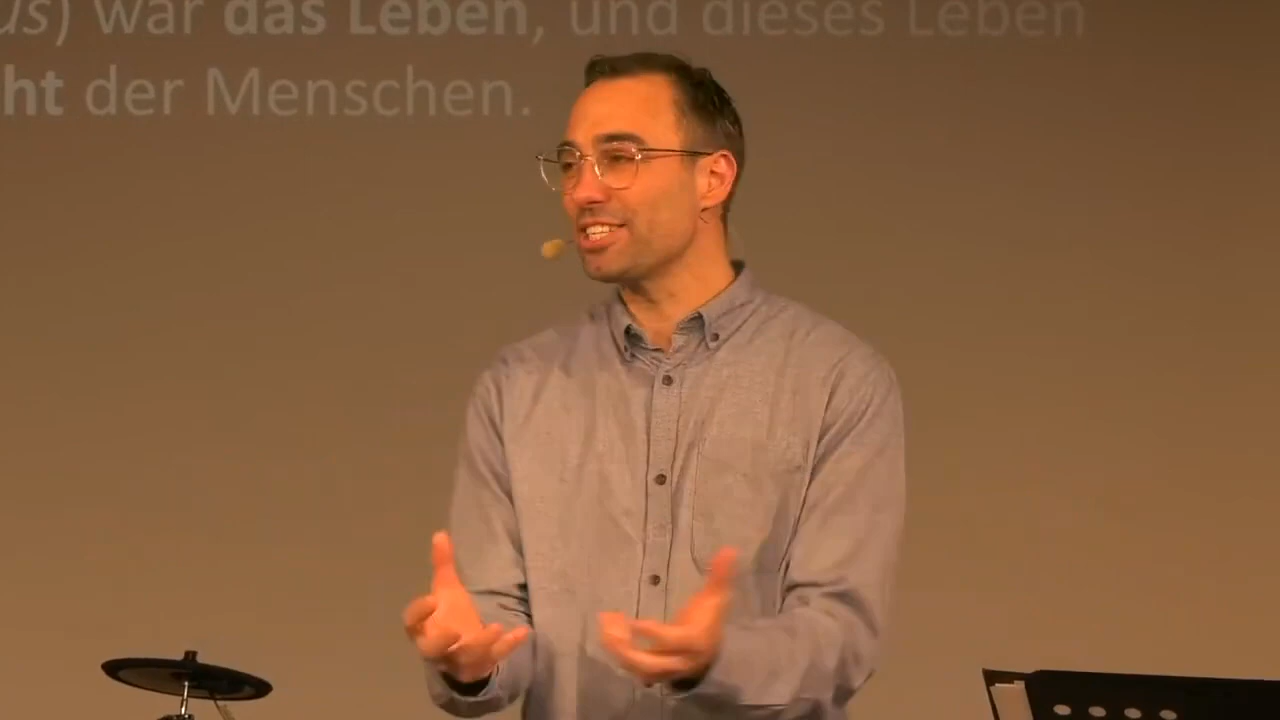 us) war das Leben, und dieses Leben
ht der Menschen.